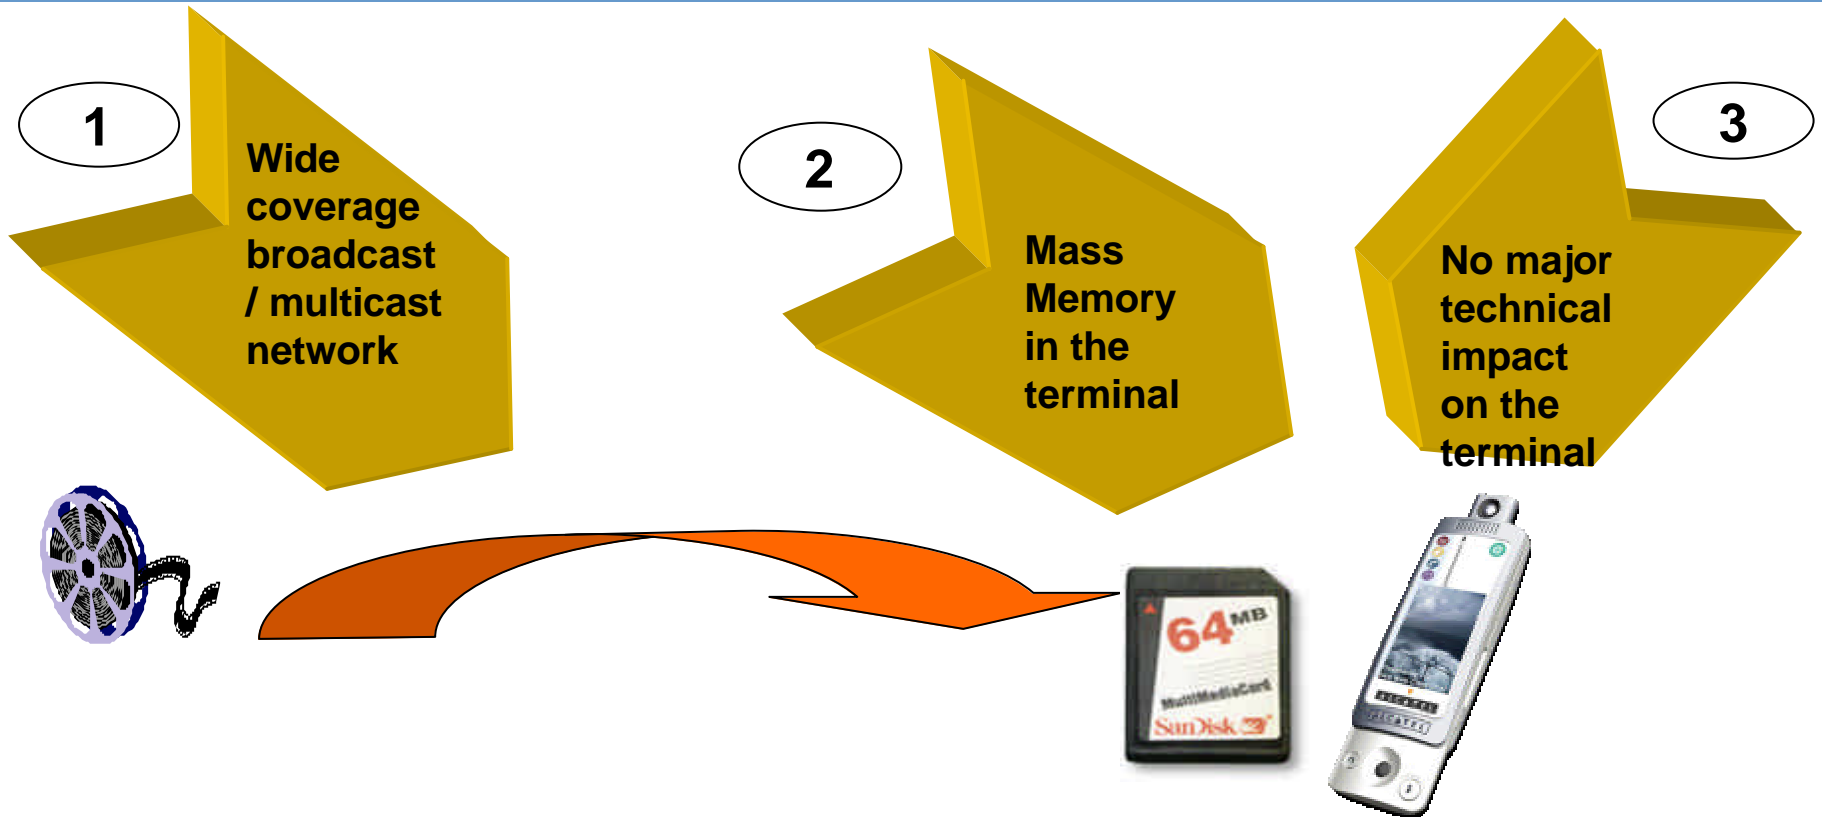 1
Wide
coverage
broadcast
/ multicast
network
2
Mass
Memory
in the
terminal
3
No major
technical
impact
on the
terminal
64MB
MultiMediaCard
SanDisk
ALCATEL